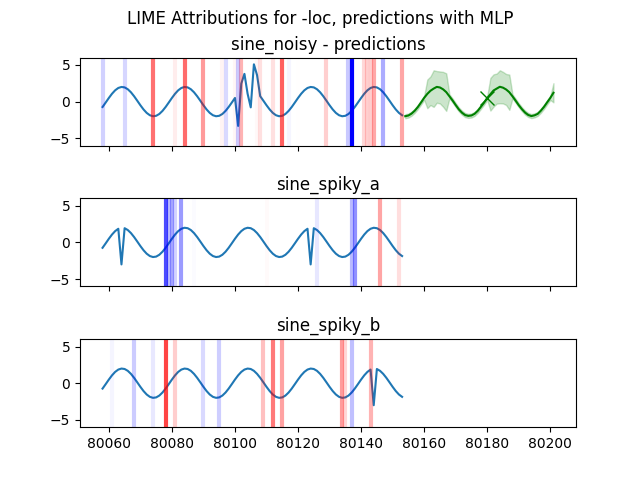 LIME Attributions for -loc, predictions with MLP
sine_noisy - predictions
5
0
−5
sine_spiky_a
5
0
−5
sine_spiky_b
5
0
−5
80060 80080 80100 80120 80140 80160 80180 80200